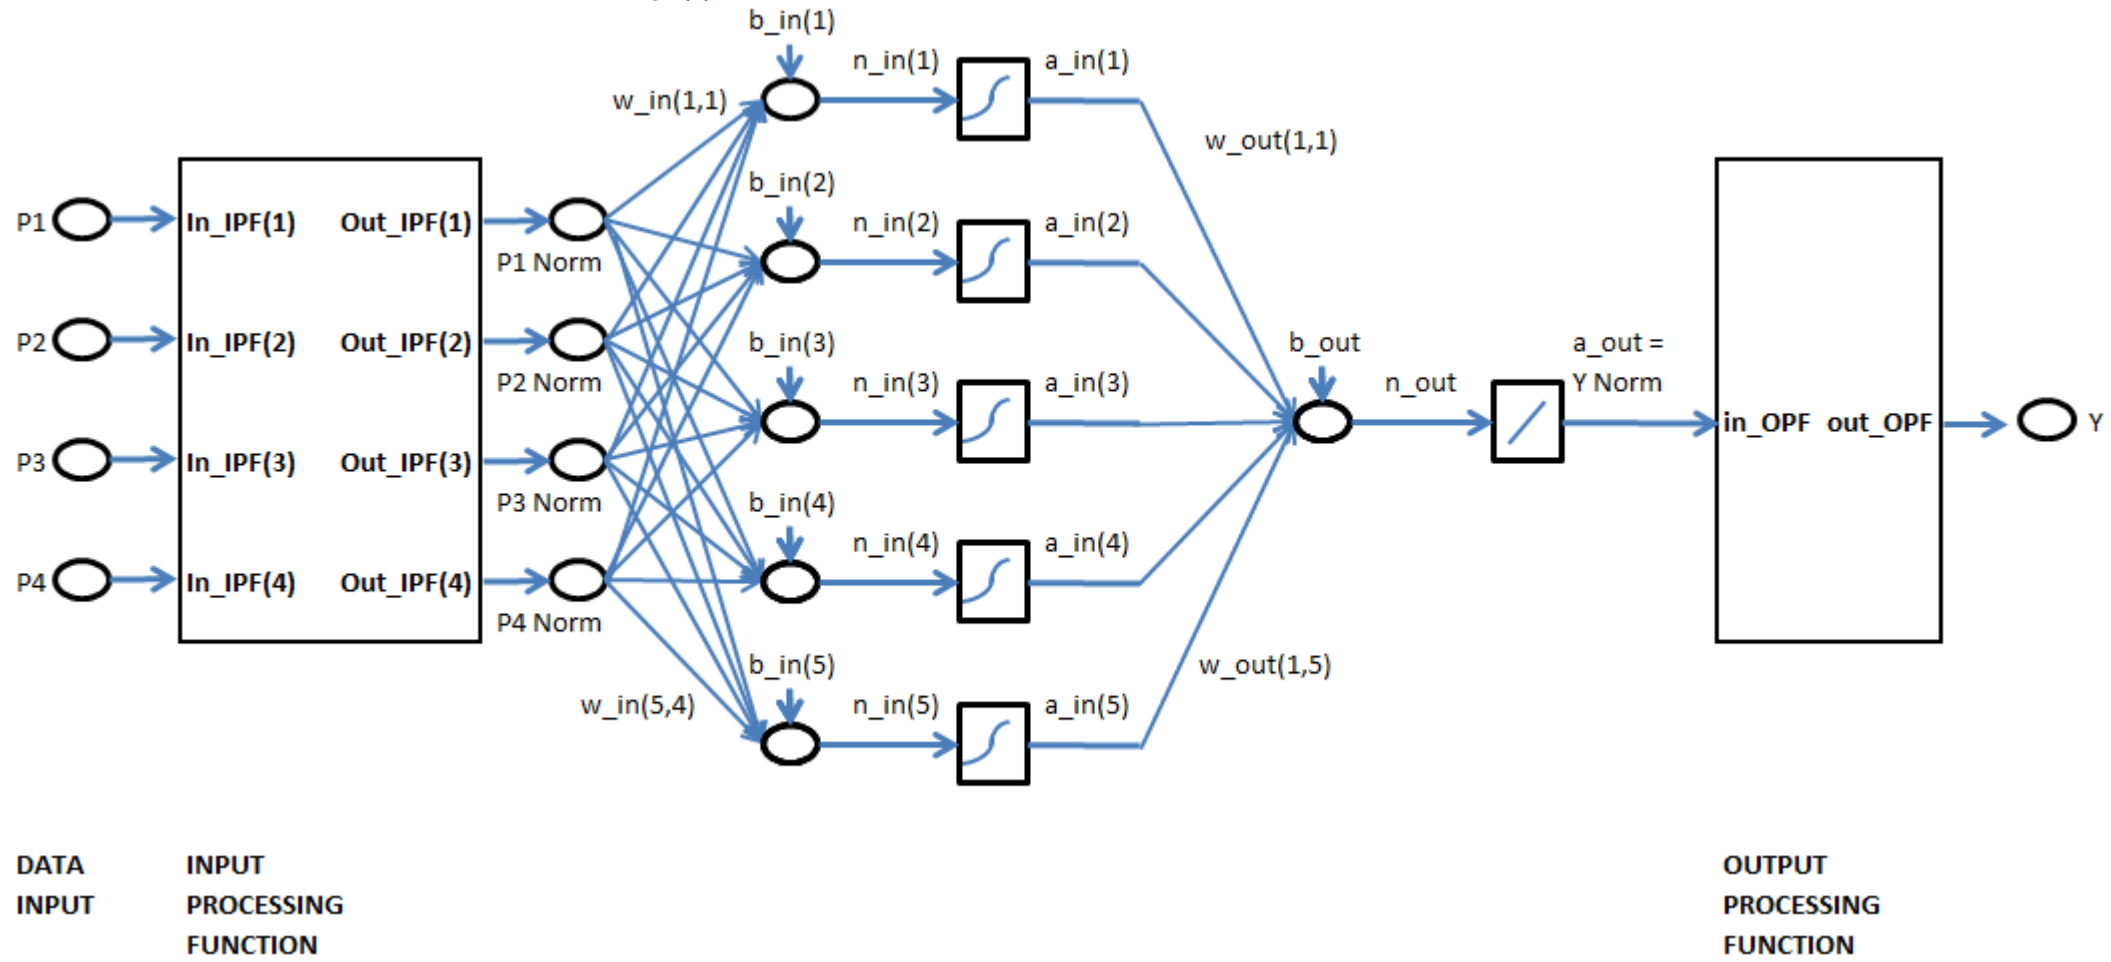 b_in(1)
n_in(1)
a_in(1)
w_in(1,1)
w_out(1,1)
b_in(2)
P1
In_IPF(1)
Out_IPF(1)
n_in(2)
a_in(2)
P1 Norm
P2
In_IPF(2)
Out_IPF(2)
b_in(3)
b_out
a_out =
Y Norm
P2 Norm
n_in(3)
a_in(3)
n_out
in_OPF
out_OPF
Y
P3
In_IPF(3)
Out_IPF(3)
P3 Norm
b_in(4)
n_in(4)
a_in(4)
P4
In_IPF(4)
Out_IPF(4)
P4 Norm
b_in(5)
w_out(1,5)
w_in(5,4)
n_in(5)
a_in(5)
DATA
INPUT
INPUT
PROCESSING
FUNCTION
OUTPUT
PROCESSING
FUNCTION